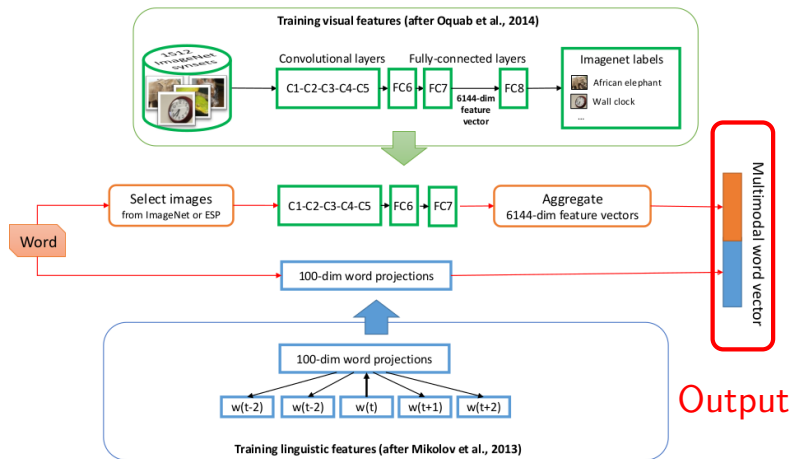 Training visual features (after Oquab et al., 2014)
1512
ImageNet
synsets
Convolutional layers
Fully-connected layers
Imagenet labels
C1-C2-C3-C4-C5
FC6
FC7
6144-dim
feature
vector
FC8
African elephant
Wall clock
...
Word
Select images
from ImageNet or ESP
C1-C2-C3-C4-C5
FC6
FC7
Aggregate
6144-dim feature vectors
100-dim word projections
Multimodal word vector
100-dim word projections
w(t-2)
w(t-2)
w(t)
w(t+1)
w(t+2)
Output
Training linguistic features (after Mikolov et al., 2013)